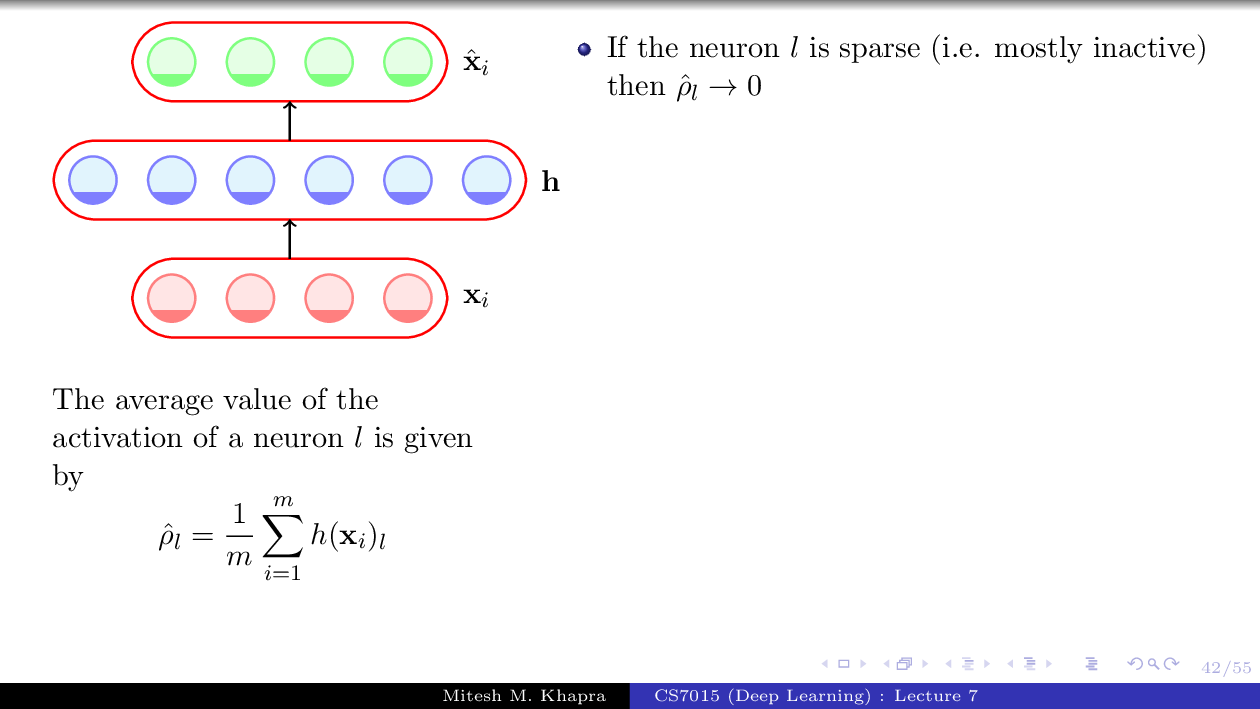 x̂ᵢ
h
xᵢ
The average value of the
activation of a neuron l is given
by
ρ̂ₗ = 1/m ∑ᵢ₌₁ᵐ h(xᵢ)ₗ
If the neuron l is sparse (i.e. mostly inactive)
then ρ̂ₗ → 0
42/55
Mitesh M. Khapra
CS7015 (Deep Learning) : Lecture 7